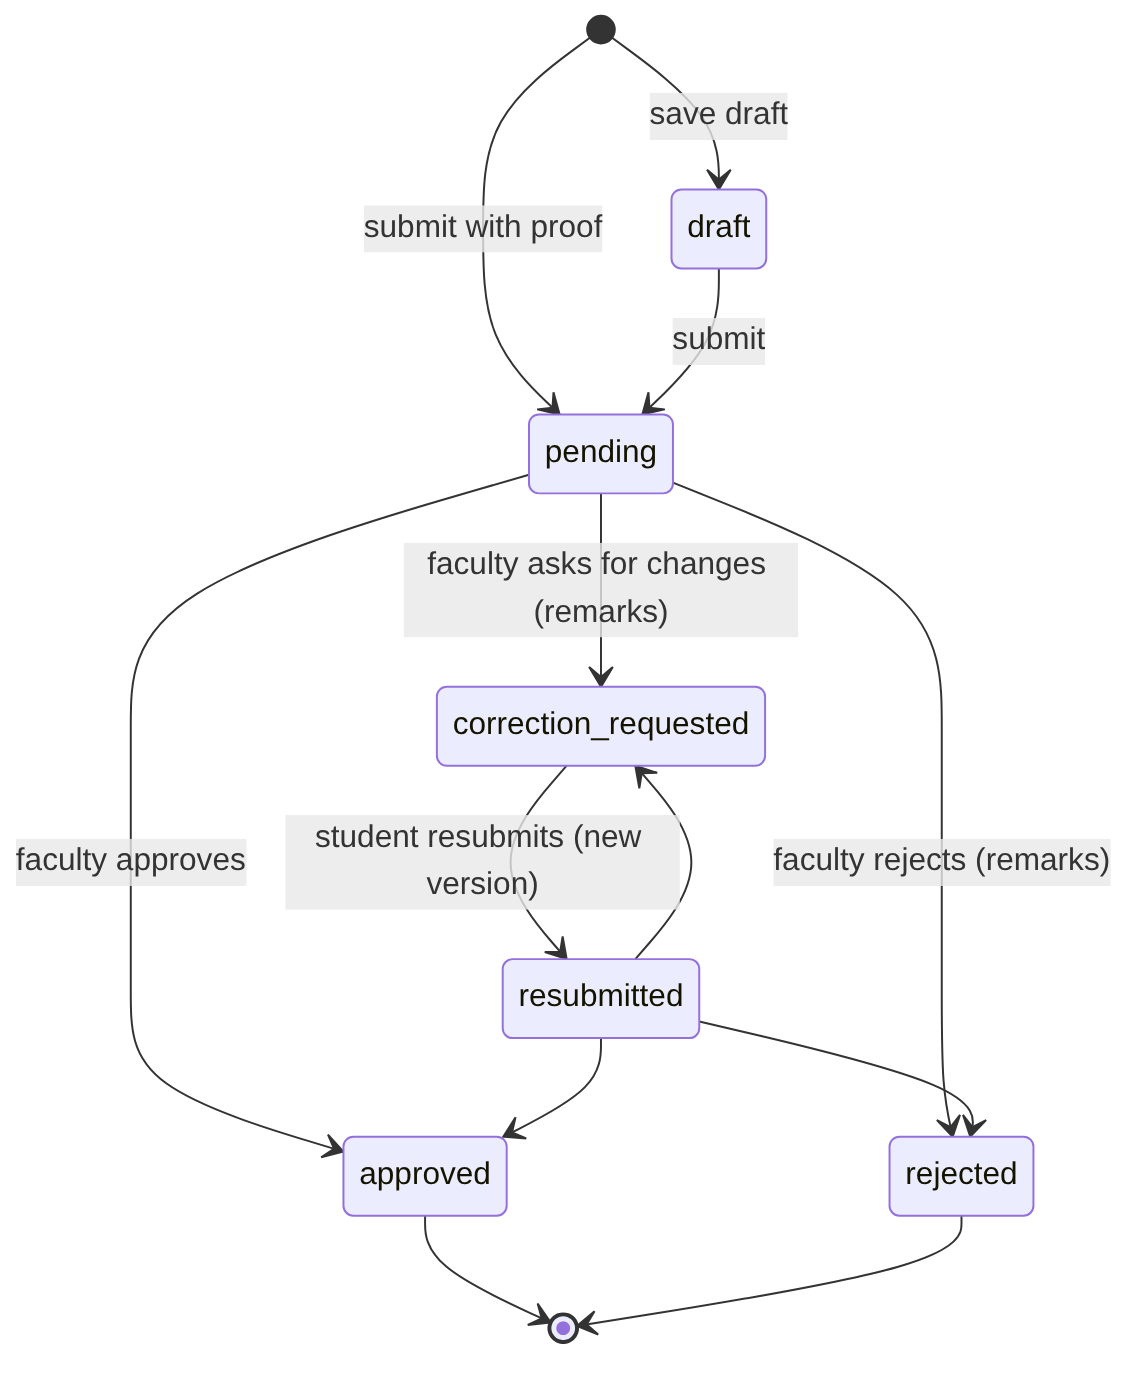 save draft
submit with proof
draft
submit
pending
faculty asks for changes
(remarks)
correction_requested
student resubmits (new
version)
faculty approves
faculty rejects (remarks)
resubmitted
approved
rejected